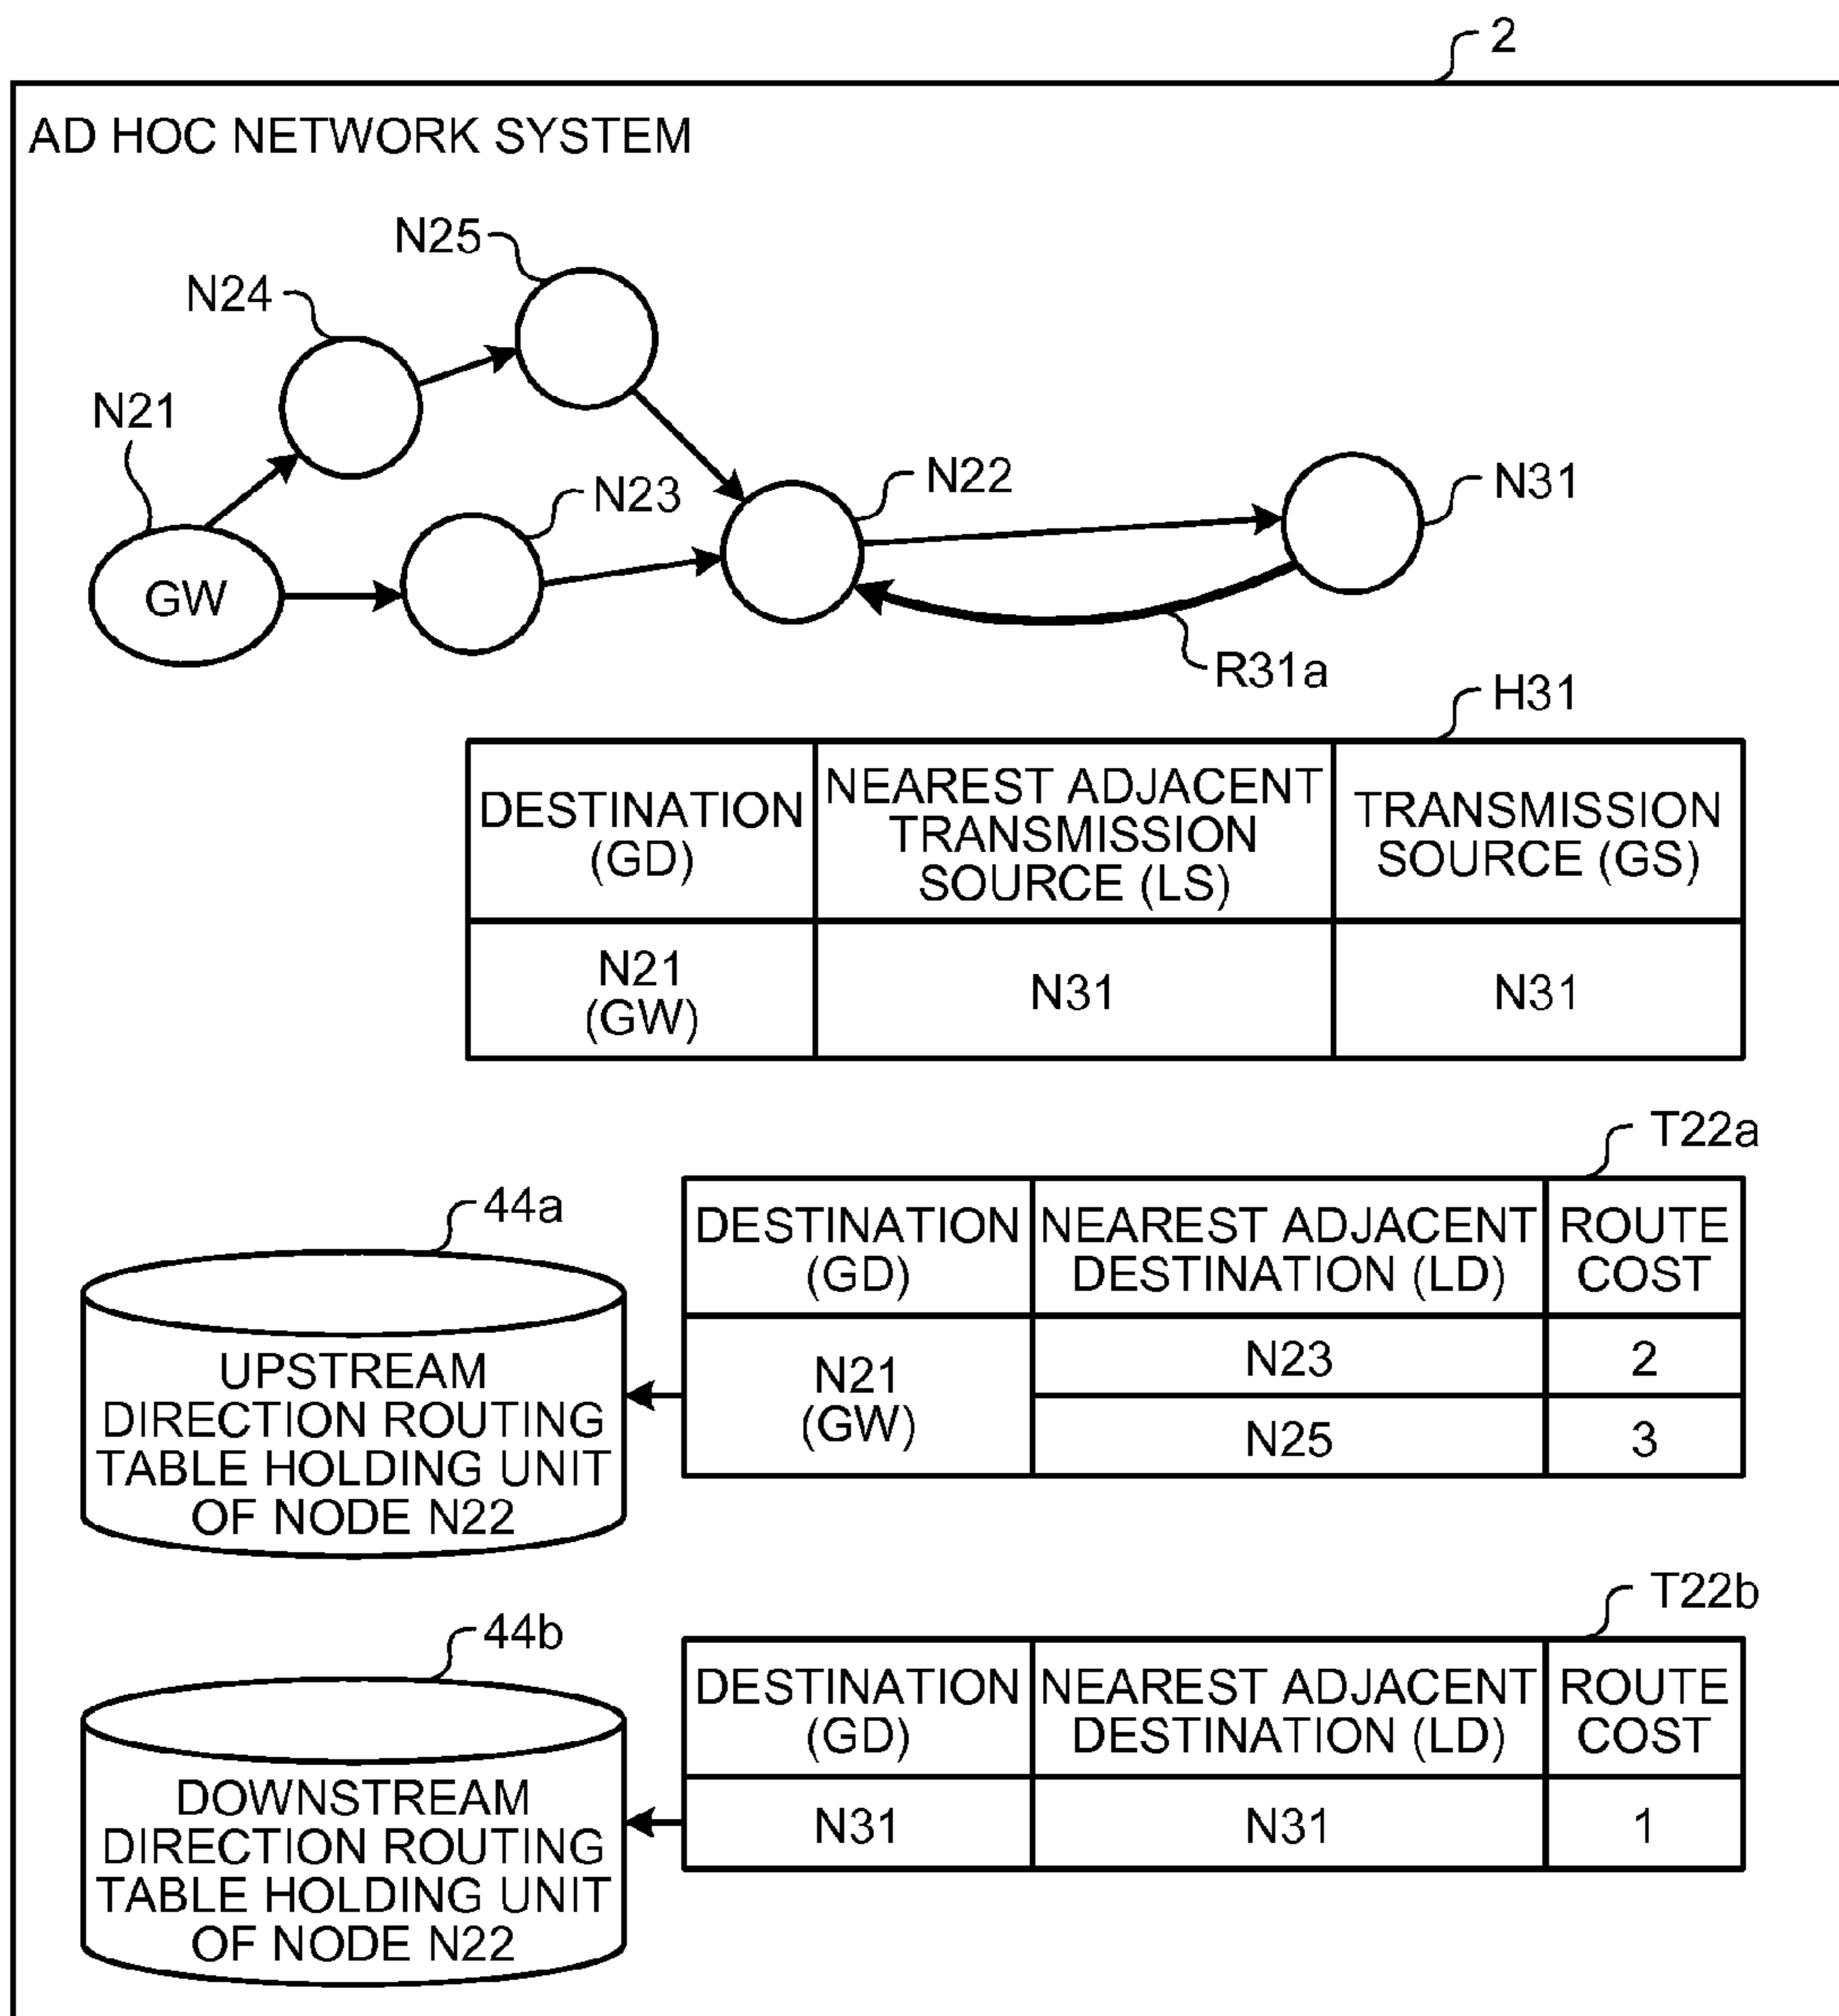 2
AD HOC NETWORK SYSTEM
N25
N24
N21
N23
N22
N31
GW
R31a
H31
DESTINATION
(GD)
NEAREST ADJACENT
TRANSMISSION
SOURCE (LS)
TRANSMISSION
SOURCE (GS)
N21
(GW)
N31
N31
T22a
44a
DESTINATION
(GD)
NEAREST ADJACENT
DESTINATION (LD)
ROUTE
COST
UPSTREAM
DIRECTION ROUTING
TABLE HOLDING UNIT
OF NODE N22
N21
(GW)
N23
2
N25
3
T22b
44b
DESTINATION
(GD)
NEAREST ADJACENT
DESTINATION (LD)
ROUTE
COST
DOWNSTREAM
DIRECTION ROUTING
TABLE HOLDING UNIT
OF NODE N22
N31
N31
1